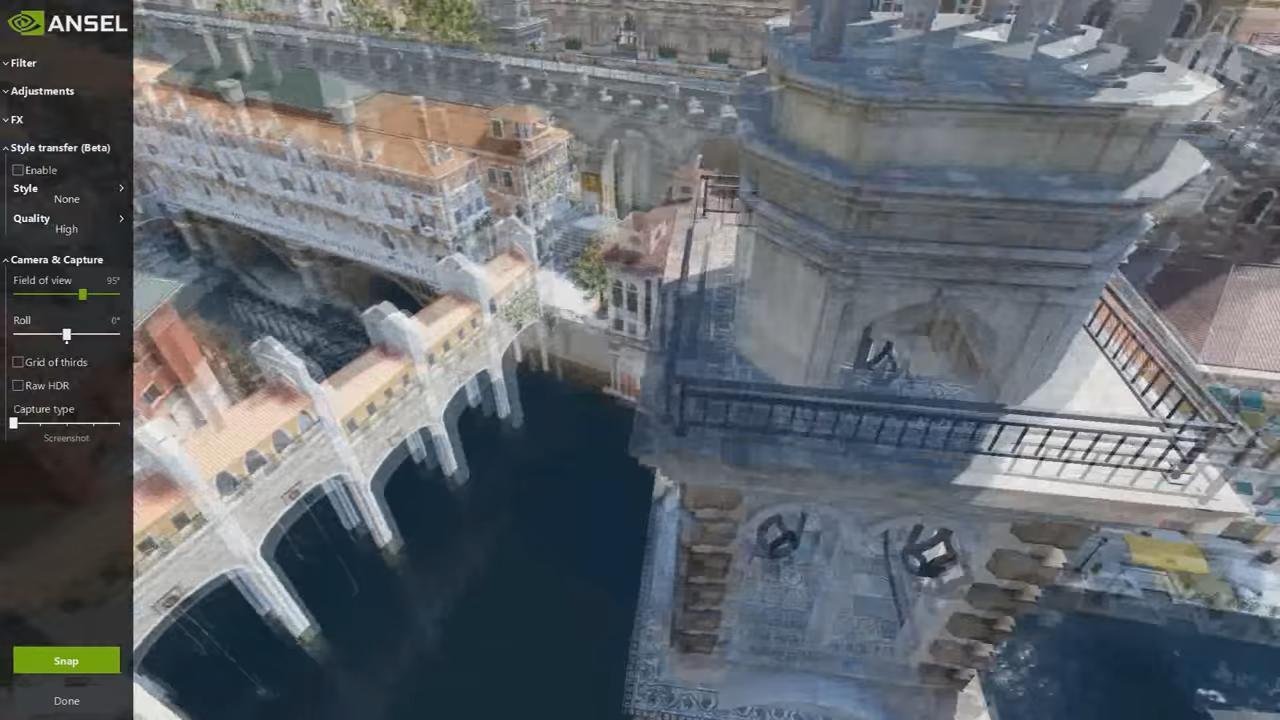 ANSEL
Filter
Adjustments
FX
Style transfer (Beta)
Enable
Style
None
Quality
High
Camera & Capture
Field of view 95°
Roll 0°
Grid of thirds
Raw HDR
Capture type
Screenshot
Snap
Done